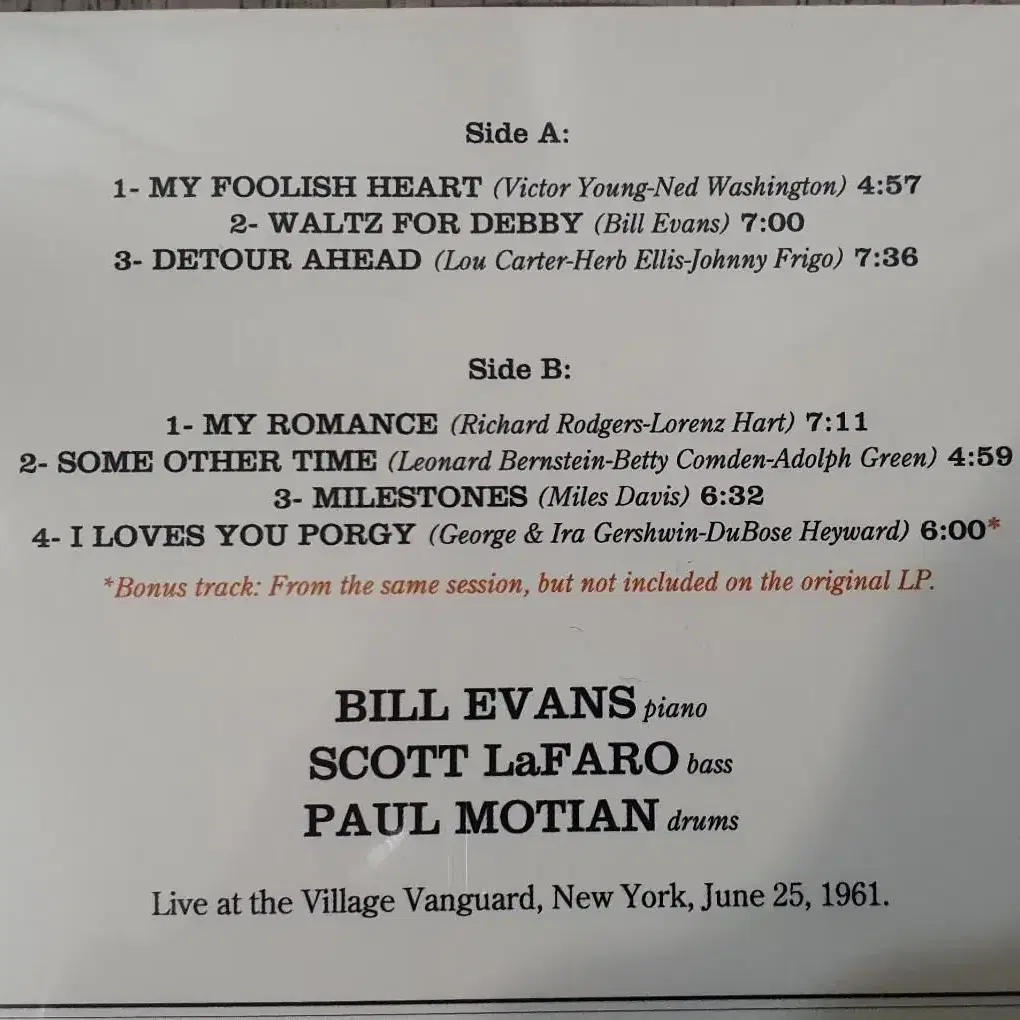 Side A:
1- MY FOOLISH HEART (Victor Young-Ned Washington) 4:57
2- WALTZ FOR DEBBY (Bill Evans) 7:00
3- DETOUR AHEAD (Lou Carter-Herb Ellis-Johnny Frigo) 7:36
Side B:
1- MY ROMANCE (Richard Rodgers-Lorenz Hart) 7:11
2- SOME OTHER TIME (Leonard Bernstein-Betty Comden-Adolph Green) 4:59
3- MILESTONES (Miles Davis) 6:32
4- I LOVES YOU PORGY (George & Ira Gershwin-DuBose Heyward) 6:00*
*Bonus track: From the same session, but not included on the original LP.
BILL EVANS piano
SCOTT LaFARO bass
PAUL MOTIAN drums
Live at the Village Vanguard, New York, June 25, 1961.